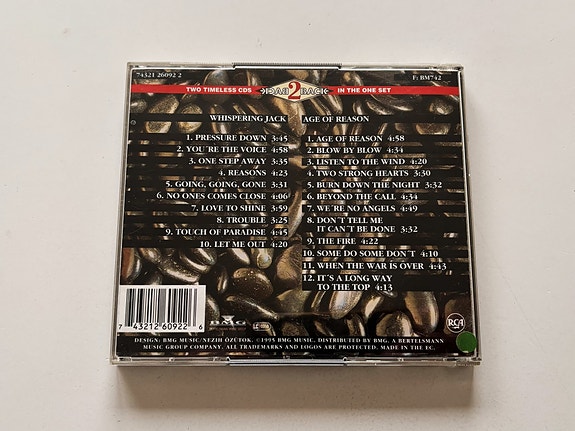 74321 26092 2
F: BM742
TWO TIMELESS CDS BACK 2 BACK IN THE ONE SET
WHISPERING JACK
1. PRESSURE DOWN 3:45
2. YOU'RE THE VOICE 4:58
3. ONE STEP AWAY 3:35
4. REASONS 4:23
5. GOING, GOING, GONE 3:31
6. NO ONES COMES CLOSE 4:06
7. LOVE TO SHINE 3:59
8. TROUBLE 3:25
9. TOUCH OF PARADISE 4:45
10. LET ME OUT 4:20
AGE OF REASON
1. AGE OF REASON 4:58
2. BLOW BY BLOW 4:34
3. LISTEN TO THE WIND 4:20
4. TWO STRONG HEARTS 3:30
5. BURN DOWN THE NIGHT 3:32
6. BEYOND THE CALL 4:34
7. WE'RE NO ANGELS 4:49
8. DON'T TELL ME
IT CAN'T BE DONE 3:32
9. THE FIRE 4:22
10. SOME DO SOME DON'T 4:10
11. WHEN THE WAR IS OVER 4:43
12. IT'S A LONG WAY
TO THE TOP 4:13
7 43212 60922 6
BMG
LC 0316
RCA
DESIGN: BMG MUSIC/NEZIH ÖZÜTOK. ©1995 BMG MUSIC. DISTRIBUTED BY BMG. A BERTELSMANN
MUSIC GROUP COMPANY. ALL TRADEMARKS AND LOGOS ARE PROTECTED. MADE IN THE EC.